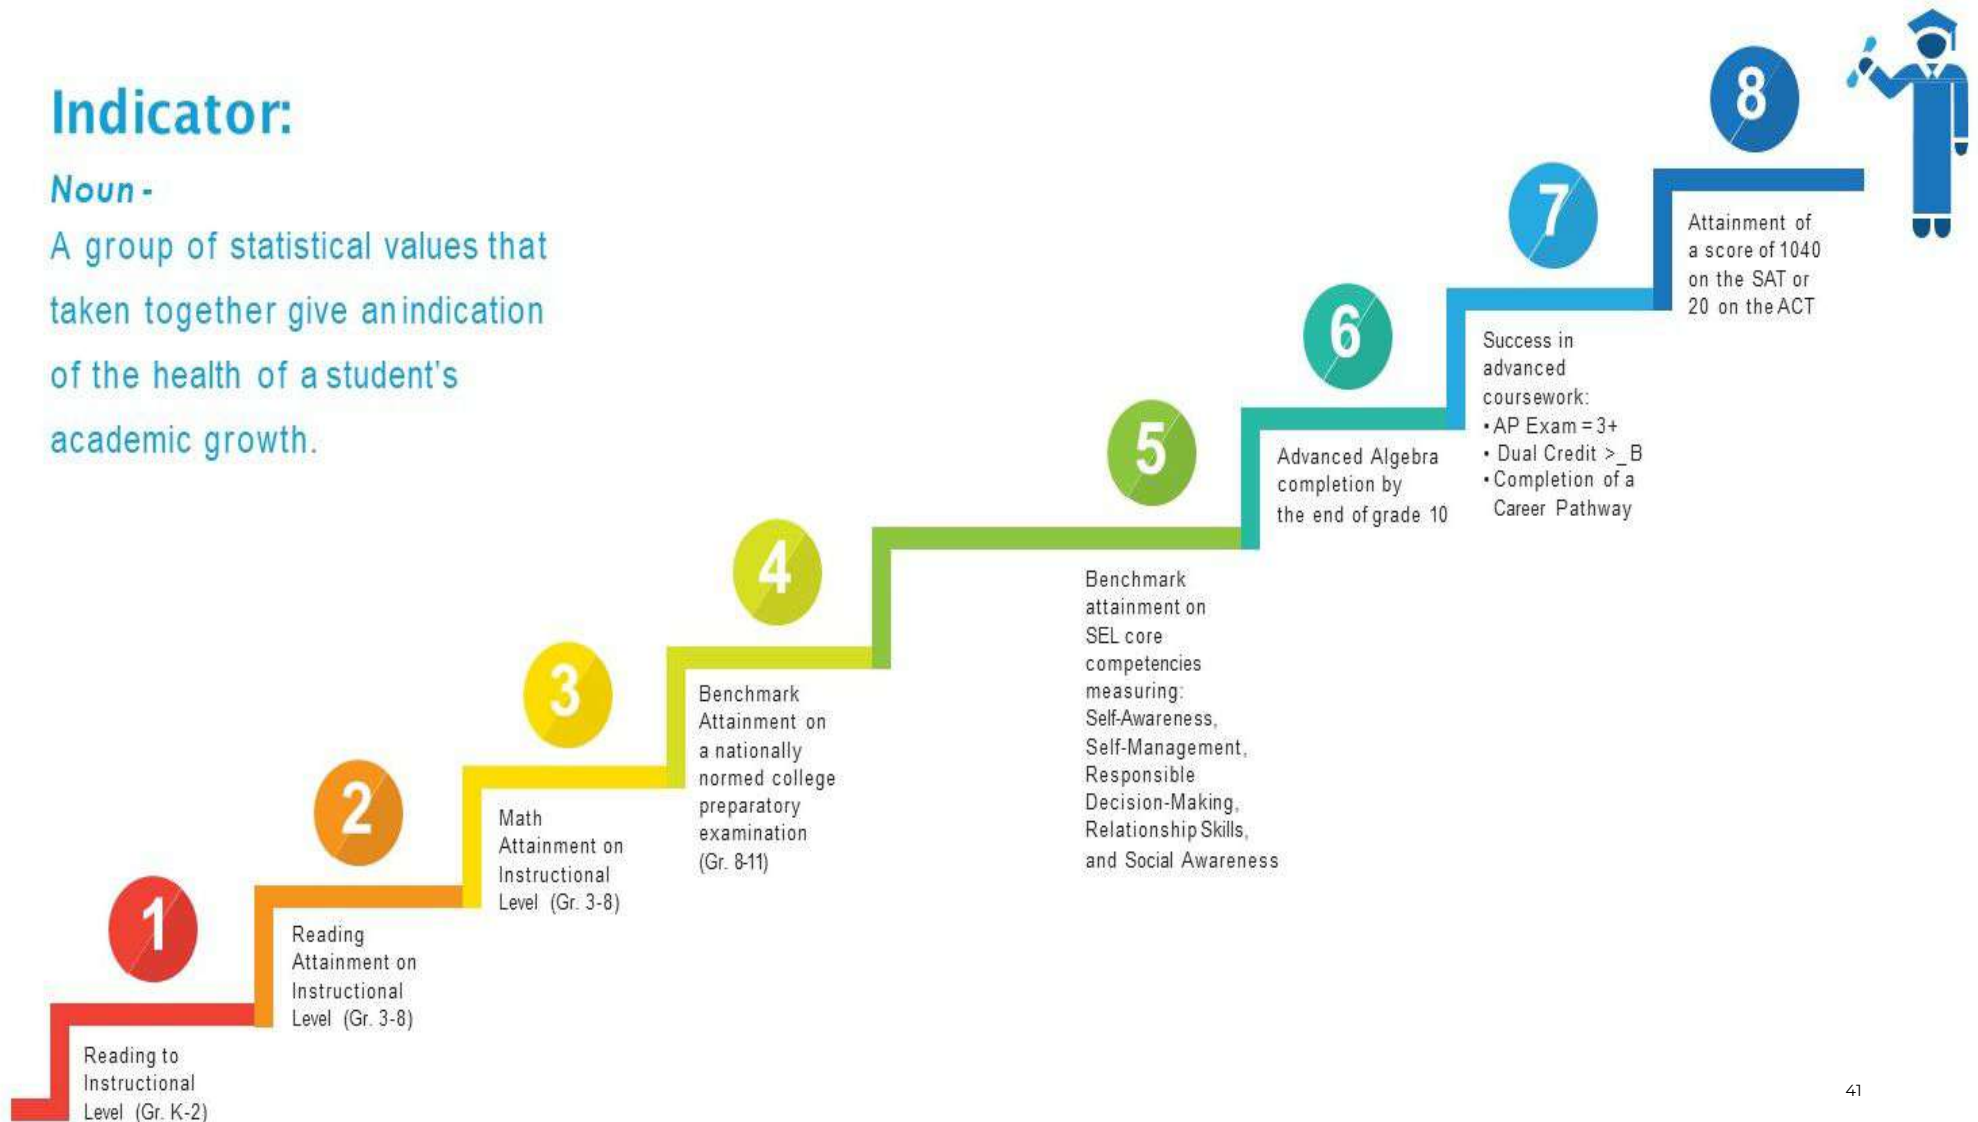 Indicator:
Noun -
A group of statistical values that
taken together give an indication
of the health of a student's
academic growth.
1
Reading to
Instructional
Level (Gr. K-2)
2
Reading
Attainment on
Instructional
Level (Gr. 3-8)
3
Math
Attainment on
Instructional
Level (Gr. 3-8)
4
Benchmark
Attainment on
a nationally
normed college
preparatory
examination
(Gr. 8-11)
5
Benchmark
attainment on
SEL core
competencies
measuring:
Self-Awareness,
Self-Management,
Responsible
Decision-Making,
Relationship Skills,
and Social Awareness
6
Advanced Algebra
completion by
the end of grade 10
7
Success in
advanced
coursework:
• AP Exam = 3+
• Dual Credit >_ B
• Completion of a
Career Pathway
8
Attainment of
a score of 1040
on the SAT or
20 on the ACT
41